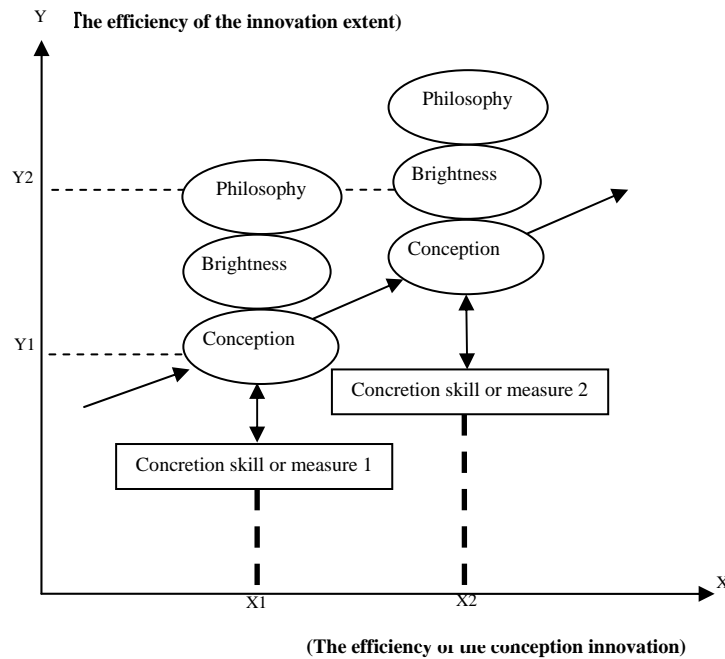 Y
The efficiency of the innovation extent)
Philosophy
Y2
Philosophy
Brightness
Brightness
Conception
Y1
Conception
Concretion skill or measure 2
Concretion skill or measure 1
X
X1
X2
(The efficiency of the conception innovation)